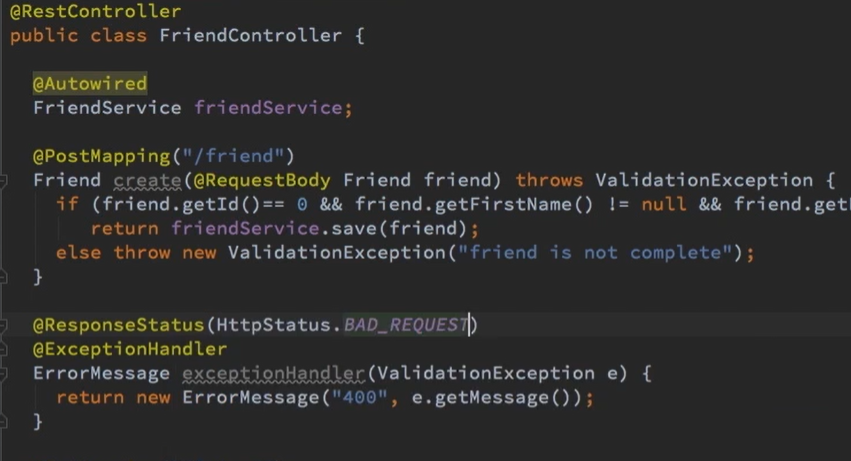 @RestController
public class FriendController {
@Autowired
FriendService friendService;
@PostMapping("/friend")
Friend create(@RequestBody Friend friend) throws ValidationException {
if (friend.getId()== 0 && friend.getFirstName() != null && friend.get
return friendService.save(friend);
else throw new ValidationException("friend is not complete");
}
@ResponseStatus(HttpStatus.BAD_REQUEST)
@ExceptionHandler
ErrorMessage exceptionHandler(ValidationException e) {
return new ErrorMessage("400", e.getMessage());
}